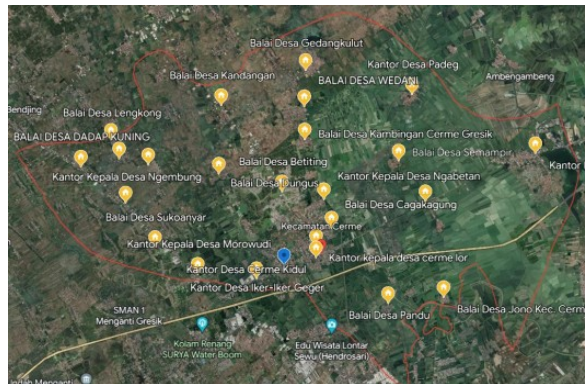 Balai Desa Gedangkulut
Kantor Desa Padeg
Balai Desa Kandangan
BALAI DESA WEDANI
Ambengambeng
Bendjing
Balai Desa Lengkong
Balai Desa Kambingan Cerme Gresik
BALAI DESA DADAP KUNING
Balai Desa Semampir
Balai Desa Betiting
Kantor
Kantor Kepala Desa Ngembung
Kantor Kepala Desa Ngabetan
Balai Desa Dungus
Balai Desa Cagakagung
Balai Desa Sukoanyar
Kecamatan Cerme
Kantor Kepala Desa Morowudi
Kantor kepala desa cerme lor
Kantor Desa Cerme Kidul
Kantor Desa Iker-Iker Geger
SMAN 1
Menganti Gresik
Balai Desa Pandu
Balai Desa Jono Kec. Cerm
Kolam Renang
SURYA Water Boom
Edu Wisata Lontar
Sewu (Hendrosari)
Indah Menganti